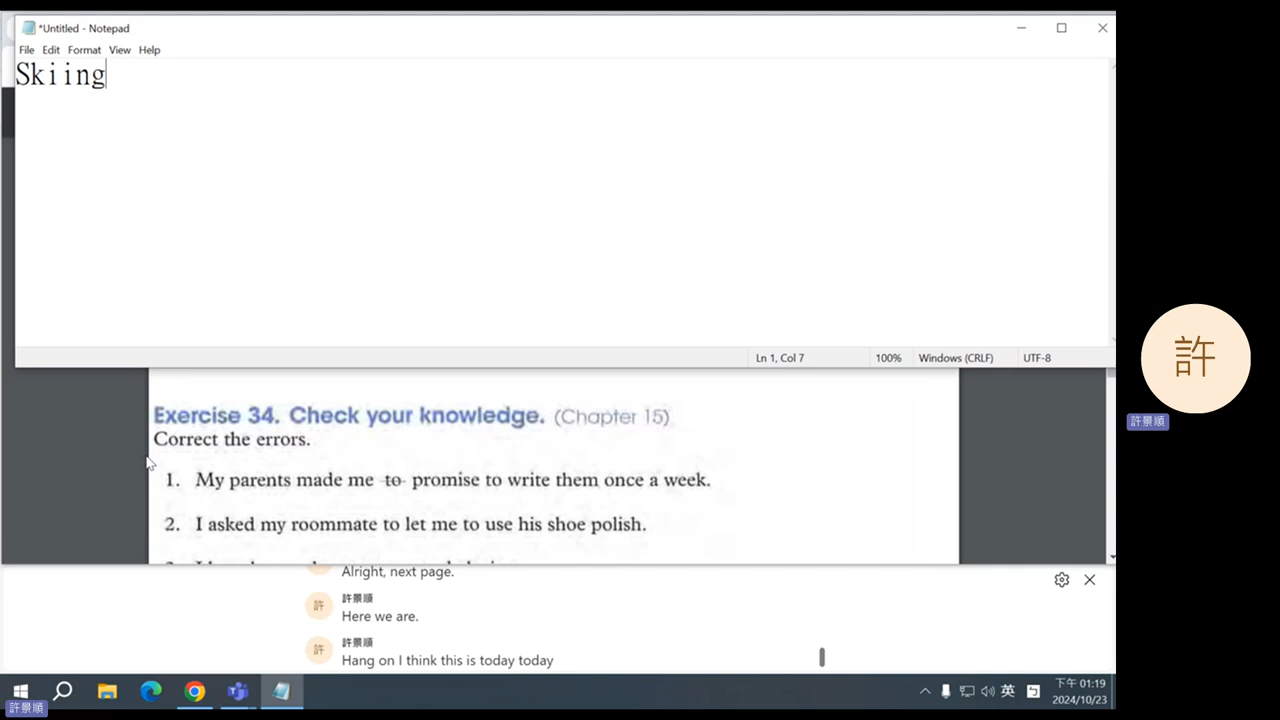 *Untitled - Notepad
File Edit Format View Help
Skiing
Ln 1, Col 7 100% Windows (CRLF) UTF-8
Exercise 34. Check your knowledge. (Chapter 15)
Correct the errors.
1. My parents made me to promise to write them once a week.
2. I asked my roommate to let me to use his shoe polish.
Alright, next page.
許 許景順
Here we are.
許 許景順
Hang on I think this is today today
許
許景順
英
下午 01:19
2024/10/23
許景順